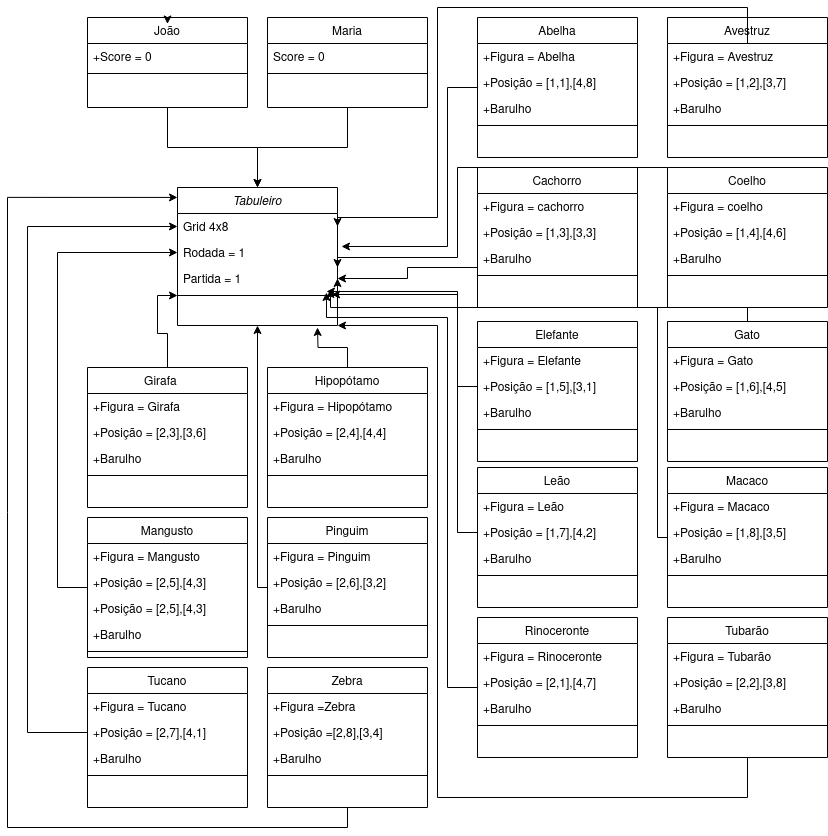 João
+Score = 0
Maria
Score = 0
Abelha
+Figura = Abelha
+Posição = [1,1],[4,8]
+Barulho
Avestruz
+Figura = Avestruz
+Posição = [1,2],[3,7]
+Barulho
Tabuleiro
Grid 4x8
Rodada = 1
Partida = 1
Cachorro
+Figura = cachorro
+Posição = [1,3],[3,3]
+Barulho
Coelho
+Figura = coelho
+Posição = [1,4],[4,6]
+Barulho
Elefante
+Figura = Elefante
+Posição = [1,5],[3,1]
+Barulho
Gato
+Figura = Gato
+Posição = [1,6],[4,5]
+Barulho
Girafa
+Figura = Girafa
+Posição = [2,3],[3,6]
+Barulho
Hipopótamo
+Figura = Hipopótamo
+Posição = [2,4],[4,4]
+Barulho
Leão
+Figura = Leão
+Posição = [1,7],[4,2]
+Barulho
Macaco
+Figura = Macaco
+Posição = [1,8],[3,5]
+Barulho
Mangusto
+Figura = Mangusto
+Posição = [2,5],[4,3]
+Posição = [2,5],[4,3]
+Barulho
Pinguim
+Figura = Pinguim
+Posição = [2,6],[3,2]
+Barulho
Rinoceronte
+Figura = Rinoceronte
+Posição = [2,1],[4,7]
+Barulho
Tubarão
+Figura = Tubarão
+Posição = [2,2],[3,8]
+Barulho
Tucano
+Figura = Tucano
+Posição = [2,7],[4,1]
+Barulho
Zebra
+Figura =Zebra
+Posição =[2,8],[3,4]
+Barulho